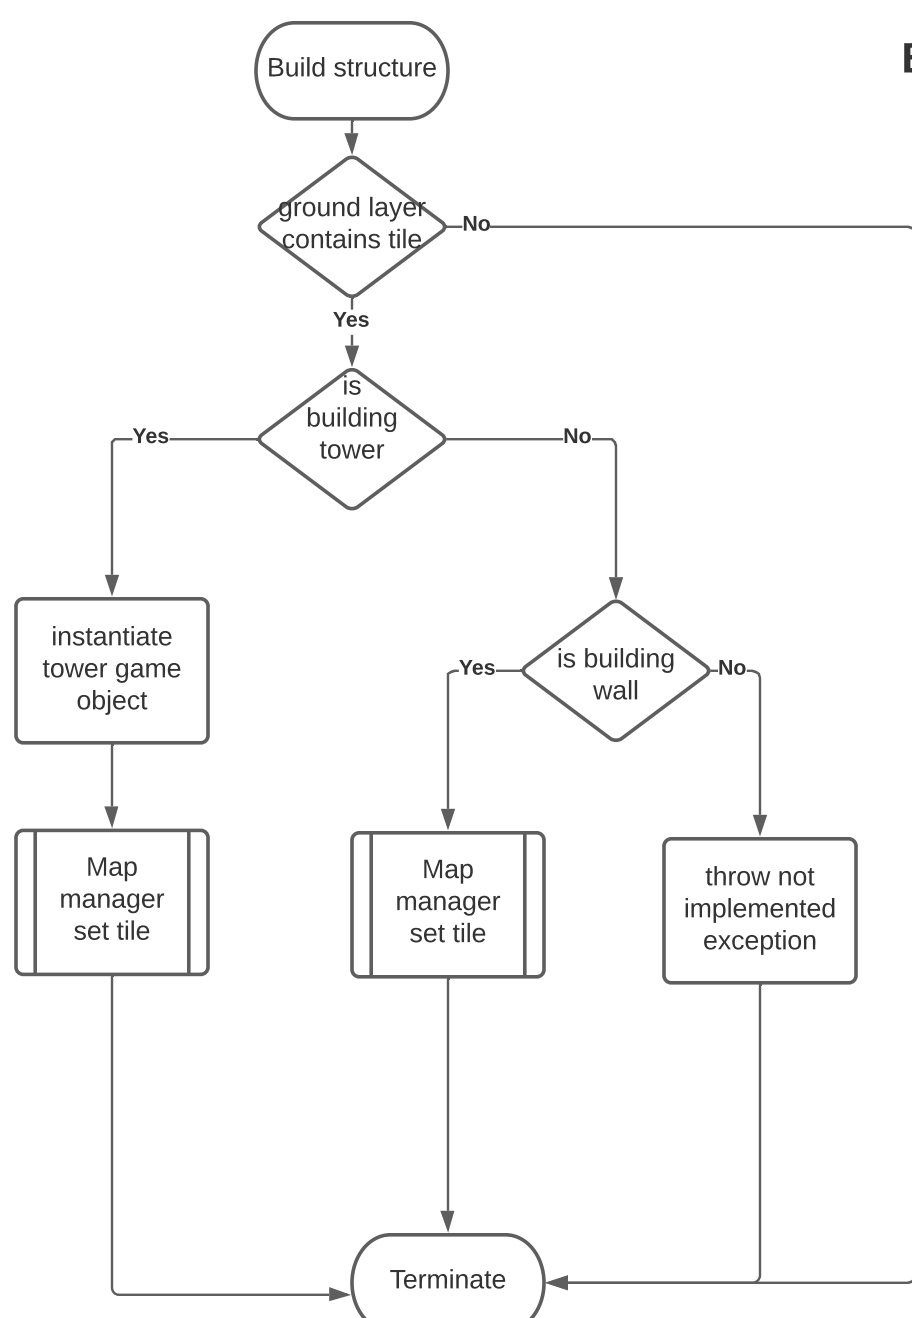 Build structure
ground layer
contains tile
No
Yes
is
building
tower
Yes
No
instantiate
tower game
object
is building
wall
Yes
No
Map
manager
set tile
Map
manager
set tile
throw not
implemented
exception
Terminate